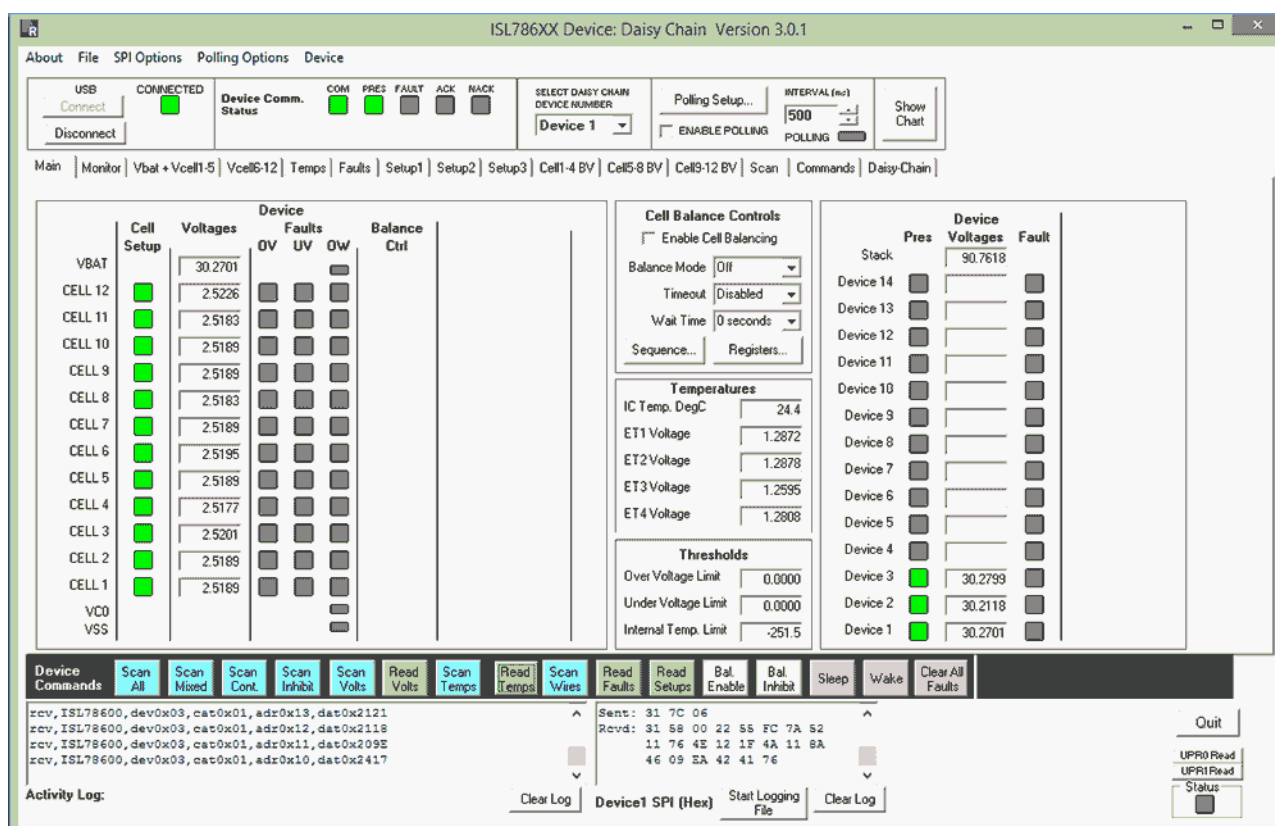 ISL786XX Device: Daisy Chain Version 3.0.1
About File SPI Options Polling Options Device
USB
Connect
Disconnect
CONNECTED
Device Comm.
Status
COM PRES FAULT ACK NACK
SELECT DAISY CHAIN
DEVICE NUMBER
Device 1
Polling Setup...
ENABLE POLLING
INTERVAL (ms)
500
POLLING
Show
Chart
Main Monitor Vbat + Vcell1-5 Vcell6-12 Temps Faults Setup1 Setup2 Setup3 Cell1-4 BV Cell5-8 BV Cell9-12 BV Scan Commands Daisy-Chain
Device
Cell Voltages Faults Balance
Setup OV UV OW Ctrl
VBAT 30.2701
CELL 12 2.5226
CELL 11 2.5183
CELL 10 2.5189
CELL 9 2.5189
CELL 8 2.5183
CELL 7 2.5189
CELL 6 2.5195
CELL 5 2.5189
CELL 4 2.5177
CELL 3 2.5201
CELL 2 2.5189
CELL 1 2.5189
VC0
VSS
Cell Balance Controls
Enable Cell Balancing
Balance Mode Off
Timeout Disabled
Wait Time 0 seconds
Sequence... Registers...
Temperatures
IC Temp. DegC 24.4
ET1 Voltage 1.2872
ET2 Voltage 1.2878
ET3 Voltage 1.2595
ET4 Voltage 1.2808
Thresholds
Over Voltage Limit 0.0000
Under Voltage Limit 0.0000
Internal Temp. Limit -251.5
Device
Pres Voltages Fault
Stack 90.7618
Device 14
Device 13
Device 12
Device 11
Device 10
Device 9
Device 8
Device 7
Device 6
Device 5
Device 4
Device 3 30.2799
Device 2 30.2118
Device 1 30.2701
Device
Commands
Scan
All
Scan
Mixed
Scan
Cont.
Scan
Inhibit
Scan
Volts
Read
Volts
Scan
Temps
Read
Temps
Scan
Wires
Read
Faults
Read
Setups
Bal.
Enable
Bal.
Inhibit
Sleep
Wake
Clear All
Faults
rcv,ISL78600,dev0x03,cat0x01,adr0x13,dat0x2121
rcv,ISL78600,dev0x03,cat0x01,adr0x12,dat0x2118
rcv,ISL78600,dev0x03,cat0x01,adr0x11,dat0x209E
rcv,ISL78600,dev0x03,cat0x01,adr0x10,dat0x2417
Activity Log:
Clear Log
Sent: 31 7C 06
Rcvd: 31 58 00 22 55 FC 7A 52
11 76 4E 12 1F 4A 11 8A
46 09 EA 42 41 76
Device1 SPI (Hex)
Start Logging
File
Clear Log
Quit
UPR0 Read
UPR1 Read
Status